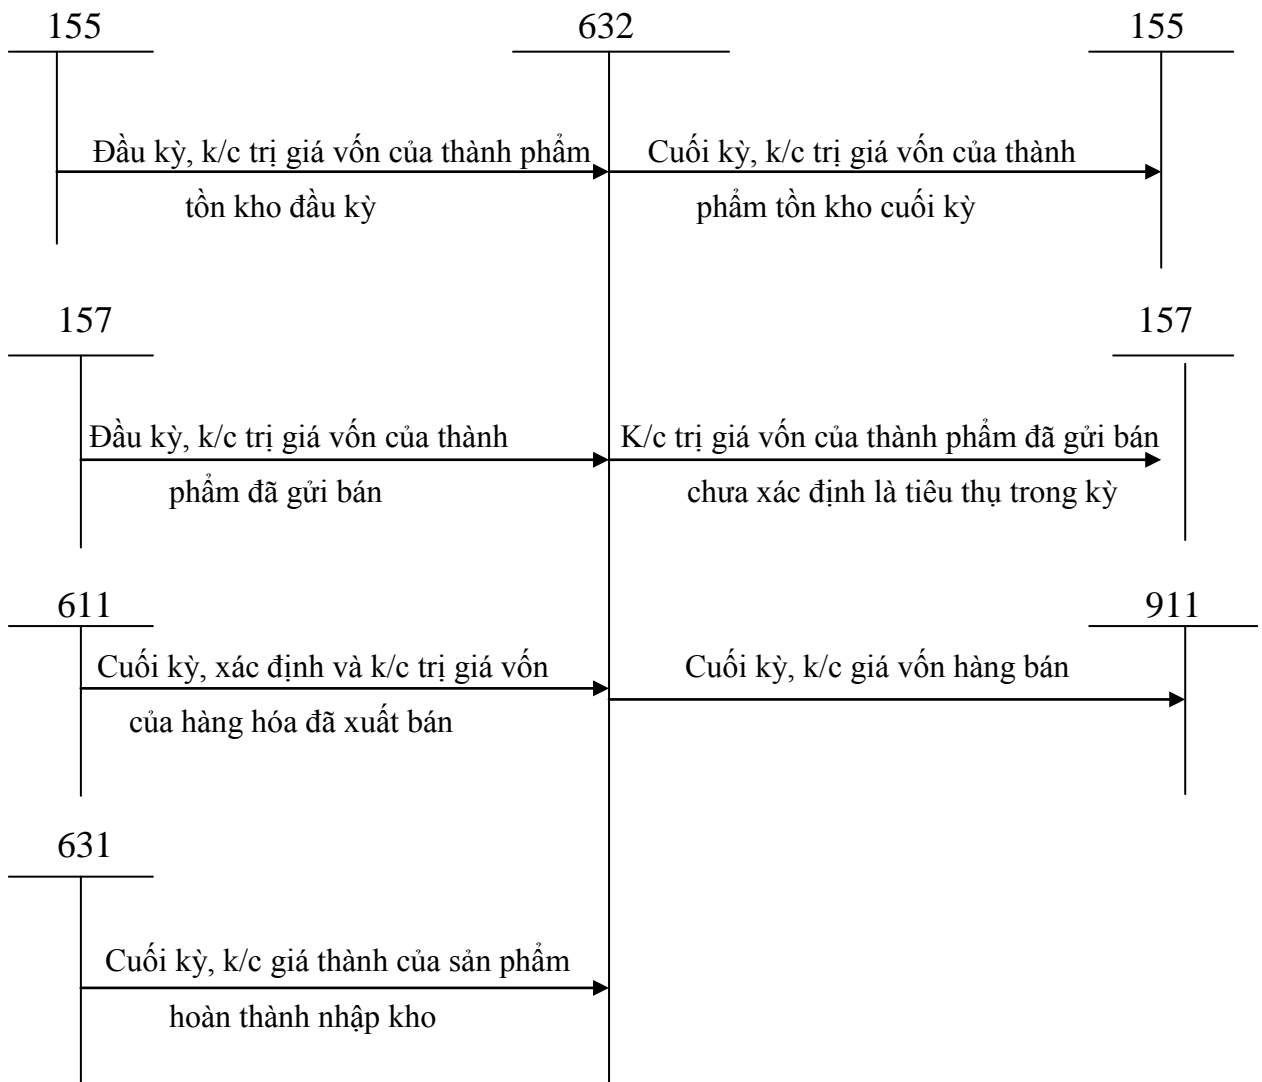 155
632
155
Đầu kỳ, k/c trị giá vốn của thành phẩm
tồn kho đầu kỳ
Cuối kỳ, k/c trị giá vốn của thành
phẩm tồn kho cuối kỳ
157
157
Đầu kỳ, k/c trị giá vốn của thành
phẩm đã gửi bán
K/c trị giá vốn của thành phẩm đã gửi bán
chưa xác định là tiêu thụ trong kỳ
611
911
Cuối kỳ, xác định và k/c trị giá vốn
của hàng hóa đã xuất bán
Cuối kỳ, k/c giá vốn hàng bán
631
Cuối kỳ, k/c giá thành của sản phẩm
hoàn thành nhập kho